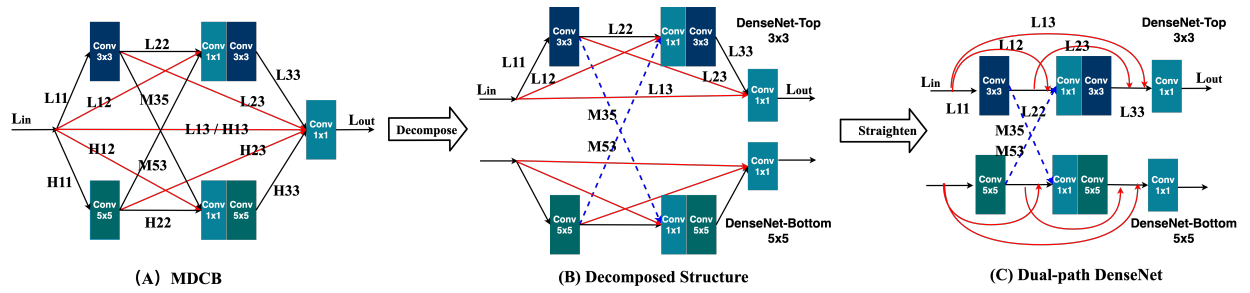 Conv
3x3
L22
Conv
1x1
Conv
3x3
L33
L11
L12
M35
L23
Lin
L13 / H13
Conv
1x1
Lout
H12
H23
M53
H11
H33
Conv
5x5
H22
Conv
1x1
Conv
5x5
(A) MDCB
Decompose
DenseNet-Top
3x3
Conv
3x3
L22
Conv
1x1
Conv
3x3
L33
L11
L12
L23
Lin
L13
Conv
1x1
Lout
M35
M53
Conv
1x1
Conv
5x5
Conv
1x1
Conv
5x5
DenseNet-Bottom
5x5
(B) Decomposed Structure
Straighten
L13
DenseNet-Top
3x3
L12
L23
Lin
Conv
3x3
Conv
1x1
Conv
3x3
Conv
1x1
Lout
L11
L22
L33
M35
M53
Conv
5x5
Conv
1x1
Conv
5x5
Conv
1x1
DenseNet-Bottom
5x5
(C) Dual-path DenseNet